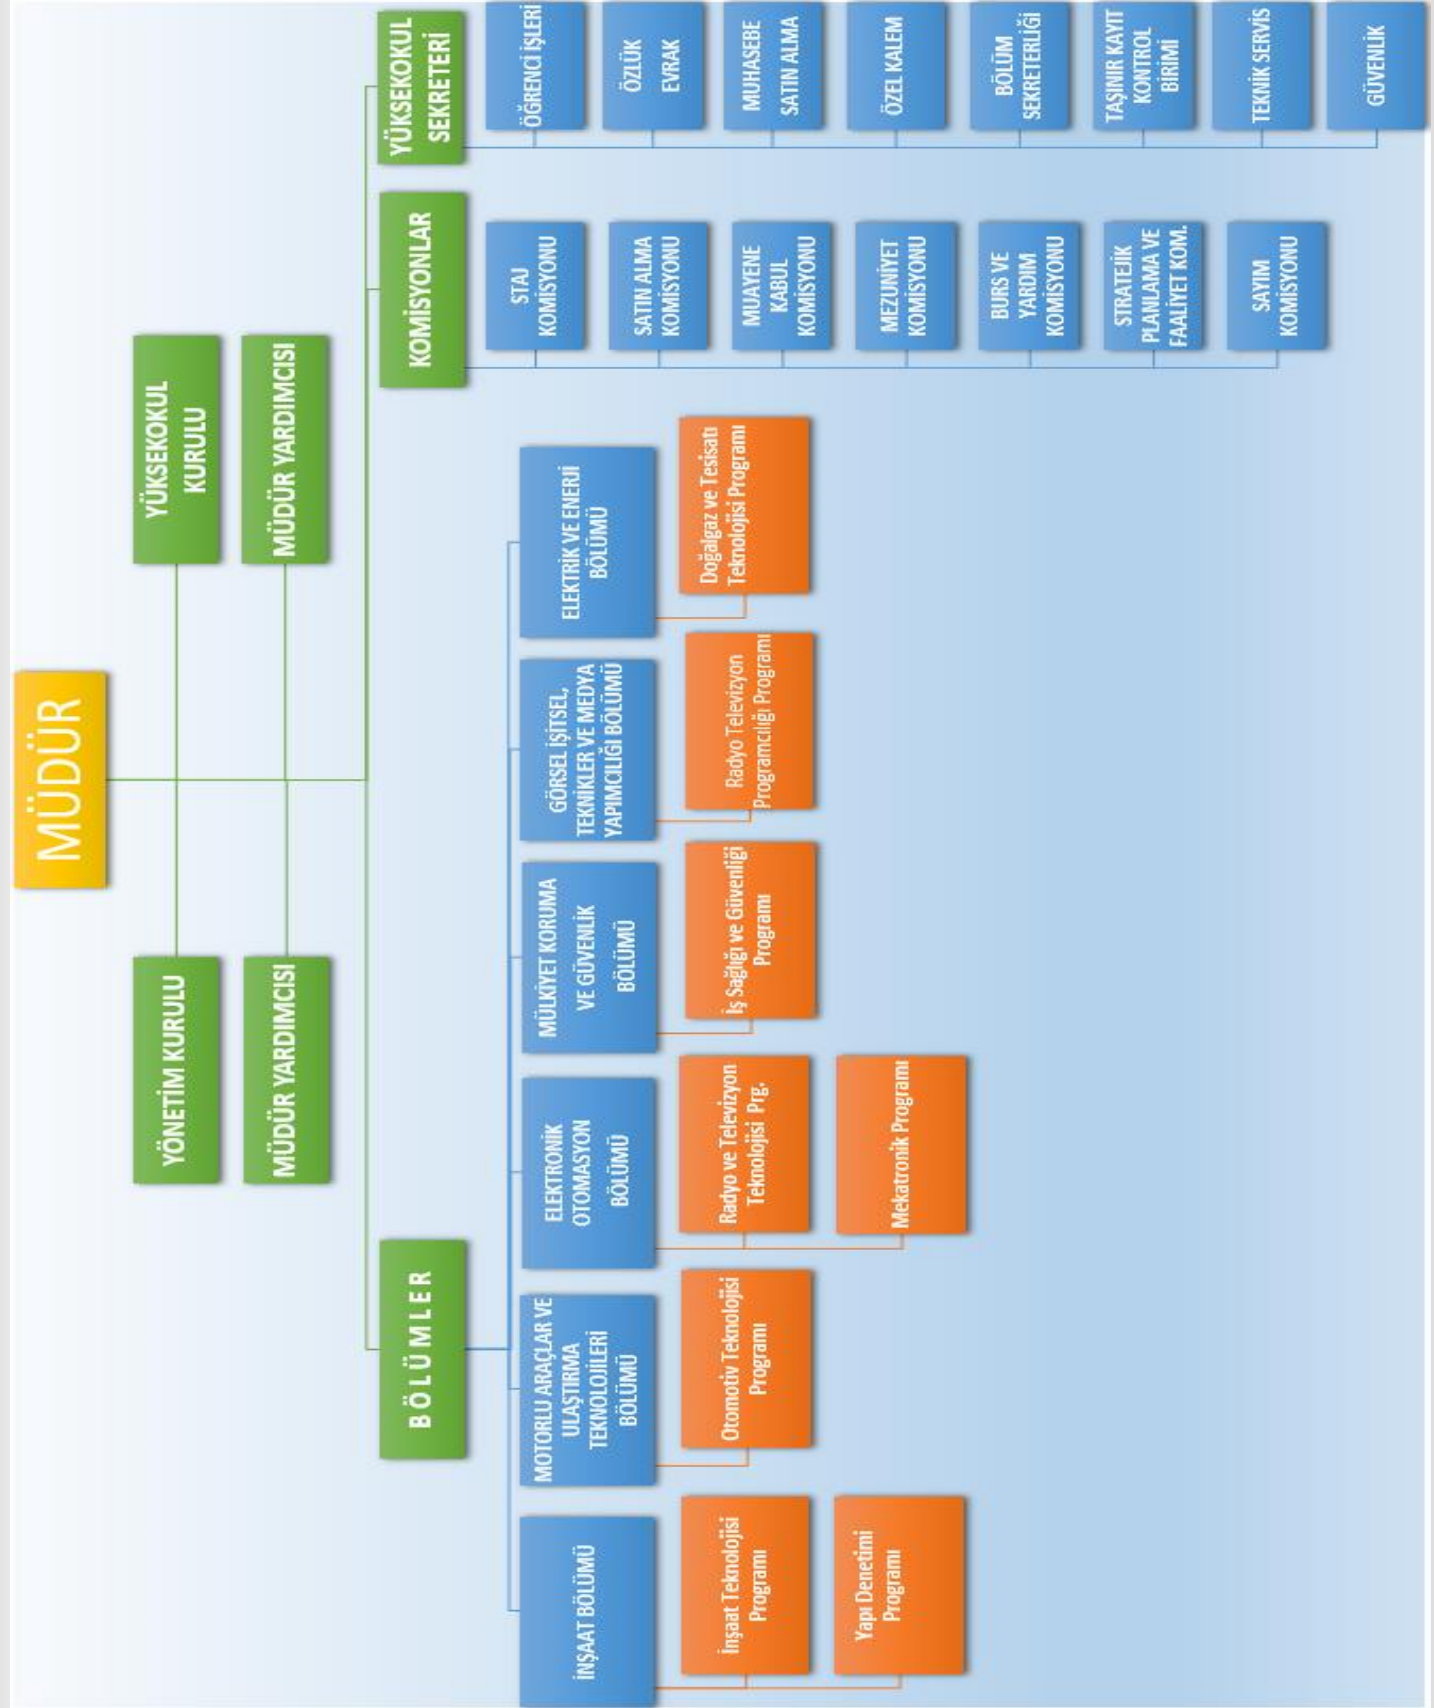 MÜDÜR
YÖNETİM KURULU
YÜKSEKOKUL
KURULU
MÜDÜR YARDIMCISI
MÜDÜR YARDIMCISI
BÖLÜMLER
KOMİSYONLAR
YÜKSEKOKUL
SEKRETERİ
İNŞAAT BÖLÜMÜ
İnşaat Teknolojisi
Programı
Yapı Denetimi
Programı
MOTORLU ARAÇLAR VE
ULAŞTIRMA
TEKNOLOJİLERİ
BÖLÜMÜ
Otomotiv Teknolojisi
Programı
ELEKTRONİK
OTOMASYON
BÖLÜMÜ
Radyo ve Televizyon
Teknolojisi Prg.
Mekatronik Programı
MÜLKİYET KORUMA
VE GÜVENLİK
BÖLÜMÜ
İş Sağlığı ve Güvenliği
Programı
GÖRSEL İŞİTSEL,
TEKNİKLER VE MEDYA
YAPIMCILIĞI BÖLÜMÜ
Radyo Televizyon
Programcılığı Programı
ELEKTRİK VE ENERJİ
BÖLÜMÜ
Doğalgaz ve Tesisatı
Teknolojisi Programı
STAJ
KOMİSYONU
SATIN ALMA
KOMİSYONU
MUAYENE
KABUL
KOMİSYONU
MEZUNİYET
KOMİSYONU
BURS VE
YARDIM
KOMİSYONU
STRATEJİK
PLANLAMA VE
FAALİYET KOM.
SAYIM
KOMİSYONU
ÖĞRENCİ İŞLERİ
ÖZLÜK
EVRAK
MUHASEBE
SATIN ALMA
ÖZEL KALEM
BÖLÜM
SEKRETERLİĞİ
TAŞINIR KAYIT
KONTROL
BİRİMİ
TEKNİK SERVİS
GÜVENLİK